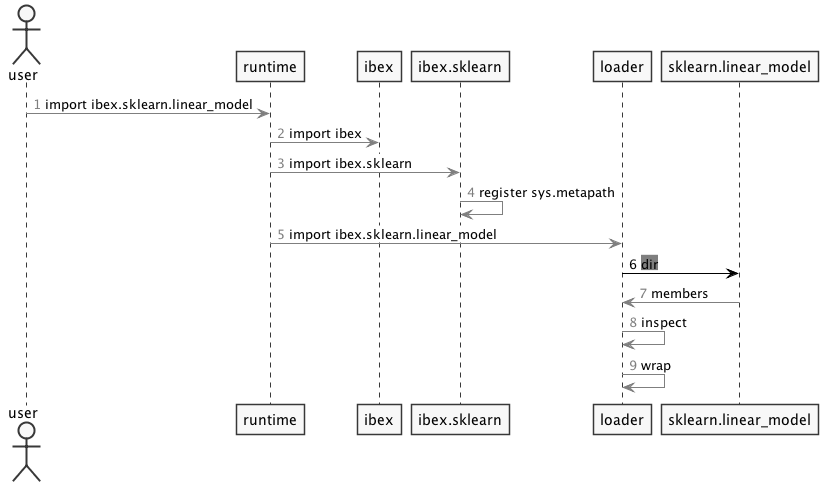 user
runtime
ibex
ibex.sklearn
loader
sklearn.linear_model
1 import ibex.sklearn.linear_model
2 import ibex
3 import ibex.sklearn
4 register sys.metapath
5 import ibex.sklearn.linear_model
6 dir
7 members
8 inspect
9 wrap
user
runtime
ibex
ibex.sklearn
loader
sklearn.linear_model